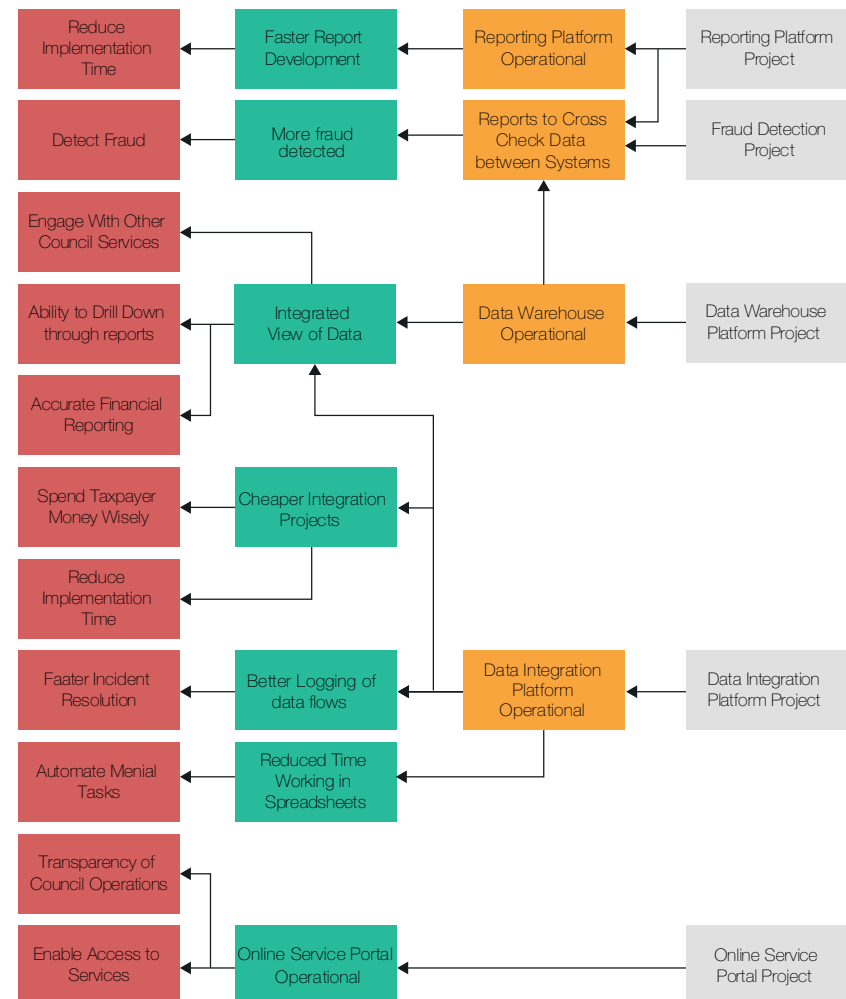 Reduce
Implementation
Time
Faster Report
Development
Reporting Platform
Operational
Reporting Platform
Project
Detect Fraud
More fraud
detected
Reports to Cross
Check Data
between Systems
Fraud Detection
Project
Engage With Other
Council Services
Ability to Drill Down
through reports
Integrated
View of Data
Data Warehouse
Operational
Data Warehouse
Platform Project
Accurate Financial
Reporting
Spend Taxpayer
Money Wisely
Cheaper Integration
Projects
Reduce
Implementation
Time
Faater Incident
Resolution
Better Logging of
data flows
Data Integration
Platform
Operational
Data Integration
Platform Project
Automate Menial
Tasks
Reduced Time
Working in
Spreadsheets
Transparency of
Council Operations
Enable Access to
Services
Online Service Portal
Operational
Online Service
Portal Project